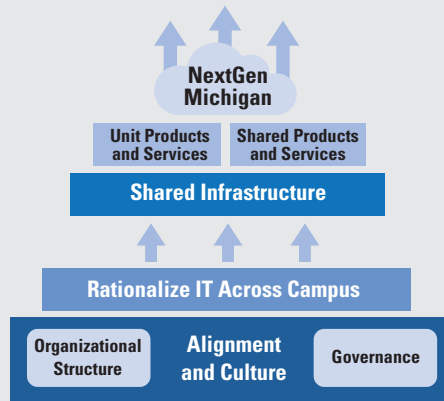 NextGen
Michigan
Unit Products
and Services
Shared Products
and Services
Shared Infrastructure
Rationalize IT Across Campus
Organizational
Structure
Alignment
and Culture
Governance